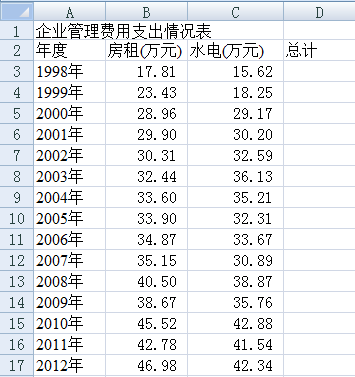 A B C D
1 企业管理费用支出情况表
2 年度 房租(万元) 水电(万元) 总计
3 1998年 17.81 15.62
4 1999年 23.43 18.25
5 2000年 28.96 29.17
6 2001年 29.90 30.20
7 2002年 30.31 32.59
8 2003年 32.44 36.13
9 2004年 33.60 35.21
10 2005年 33.90 32.31
11 2006年 34.87 33.67
12 2007年 35.15 30.89
13 2008年 40.50 38.87
14 2009年 38.67 35.76
15 2010年 45.52 42.88
16 2011年 42.78 41.54
17 2012年 46.98 42.34